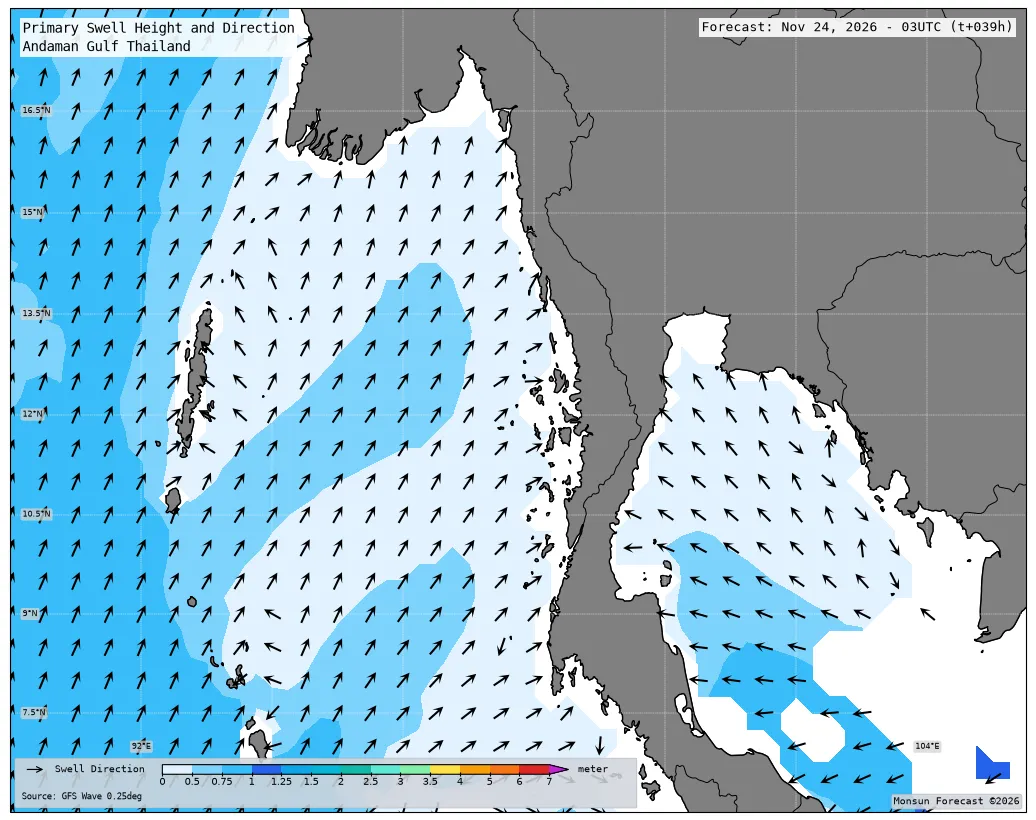 Primary Swell Height and Direction
Andaman Gulf Thailand
Forecast: Nov 24, 2026 - 03UTC (t+039h)
16.5°N
15°N
13.5°N
12°N
10.5°N
9°N
7.5°N
92°E
104°E
Swell Direction
0 0.5 0.75 1 1.25 1.5 2 2.5 3 3.5 4 5 6 7
meter
Source: GFS Wave 0.25deg
Monsun Forecast ©2026